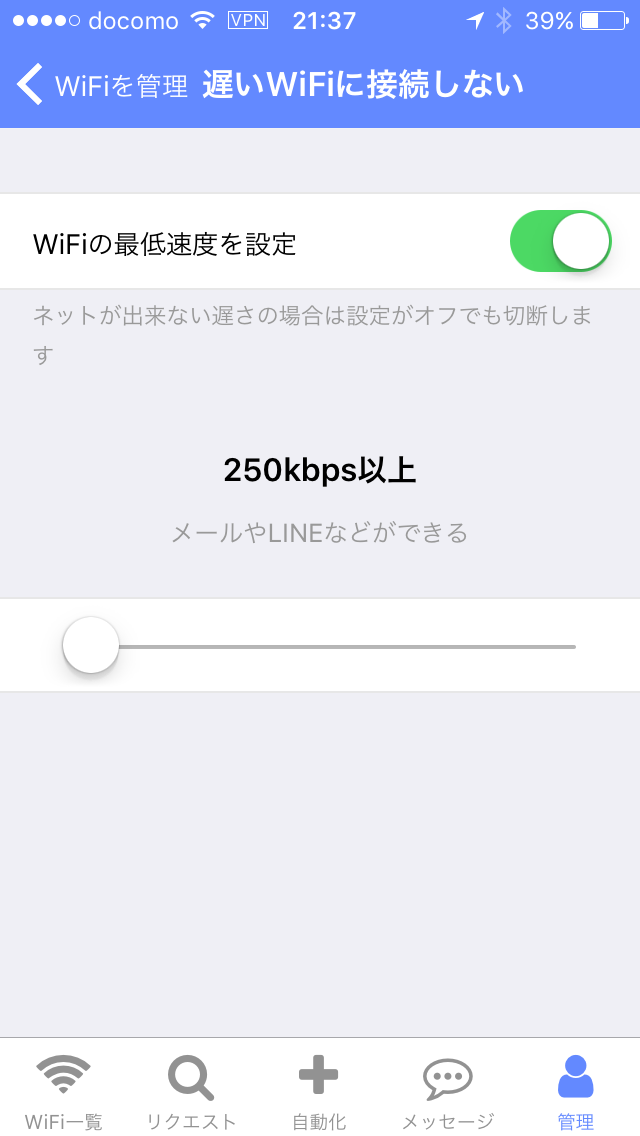 docomo VPN 21:37 39%
WiFiを管理 遅いWiFiに接続しない
WiFiの最低速度を設定
ネットが出来ない遅さの場合は設定がオフでも切断しま
す
250kbps以上
メールやLINEなどができる
WiFi一覧 リクエスト 自動化 メッセージ 管理